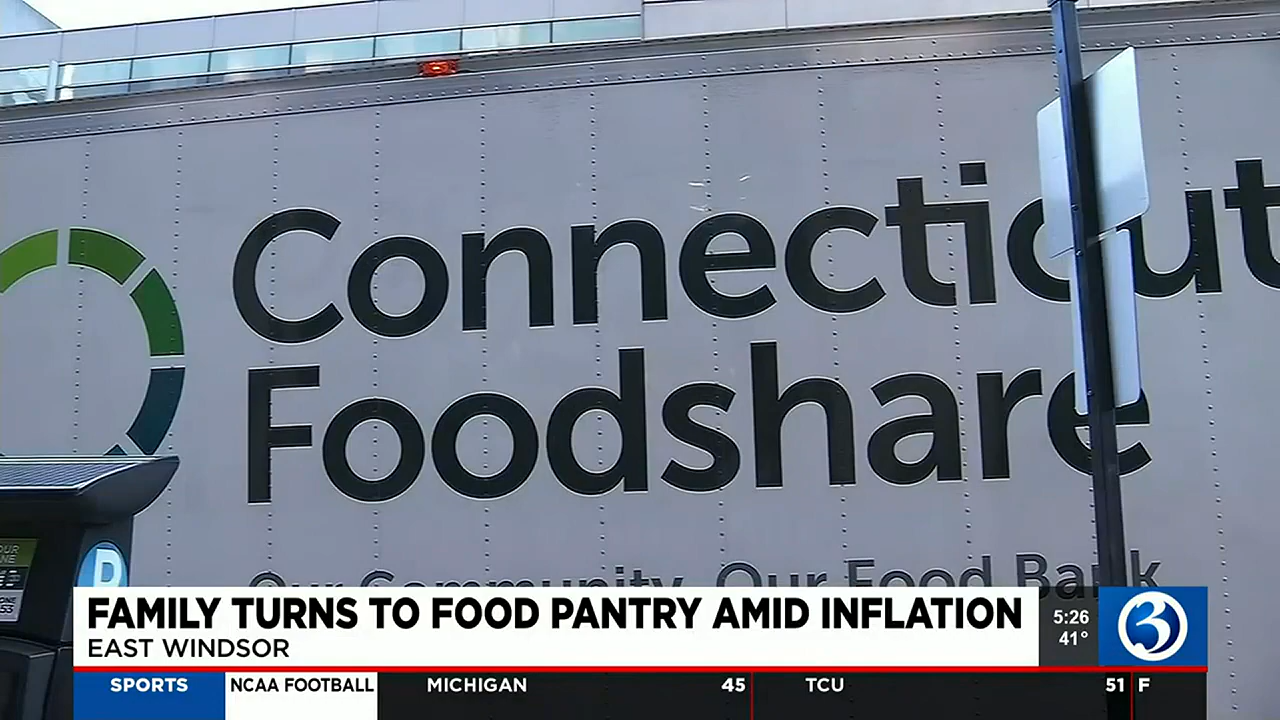 Connecticut
Foodshare
Our Community, Our Food Bank
P
FAMILY TURNS TO FOOD PANTRY AMID INFLATION
EAST WINDSOR
5:26
41°
3
SPORTS NCAA FOOTBALL MICHIGAN 45 TCU 51 F